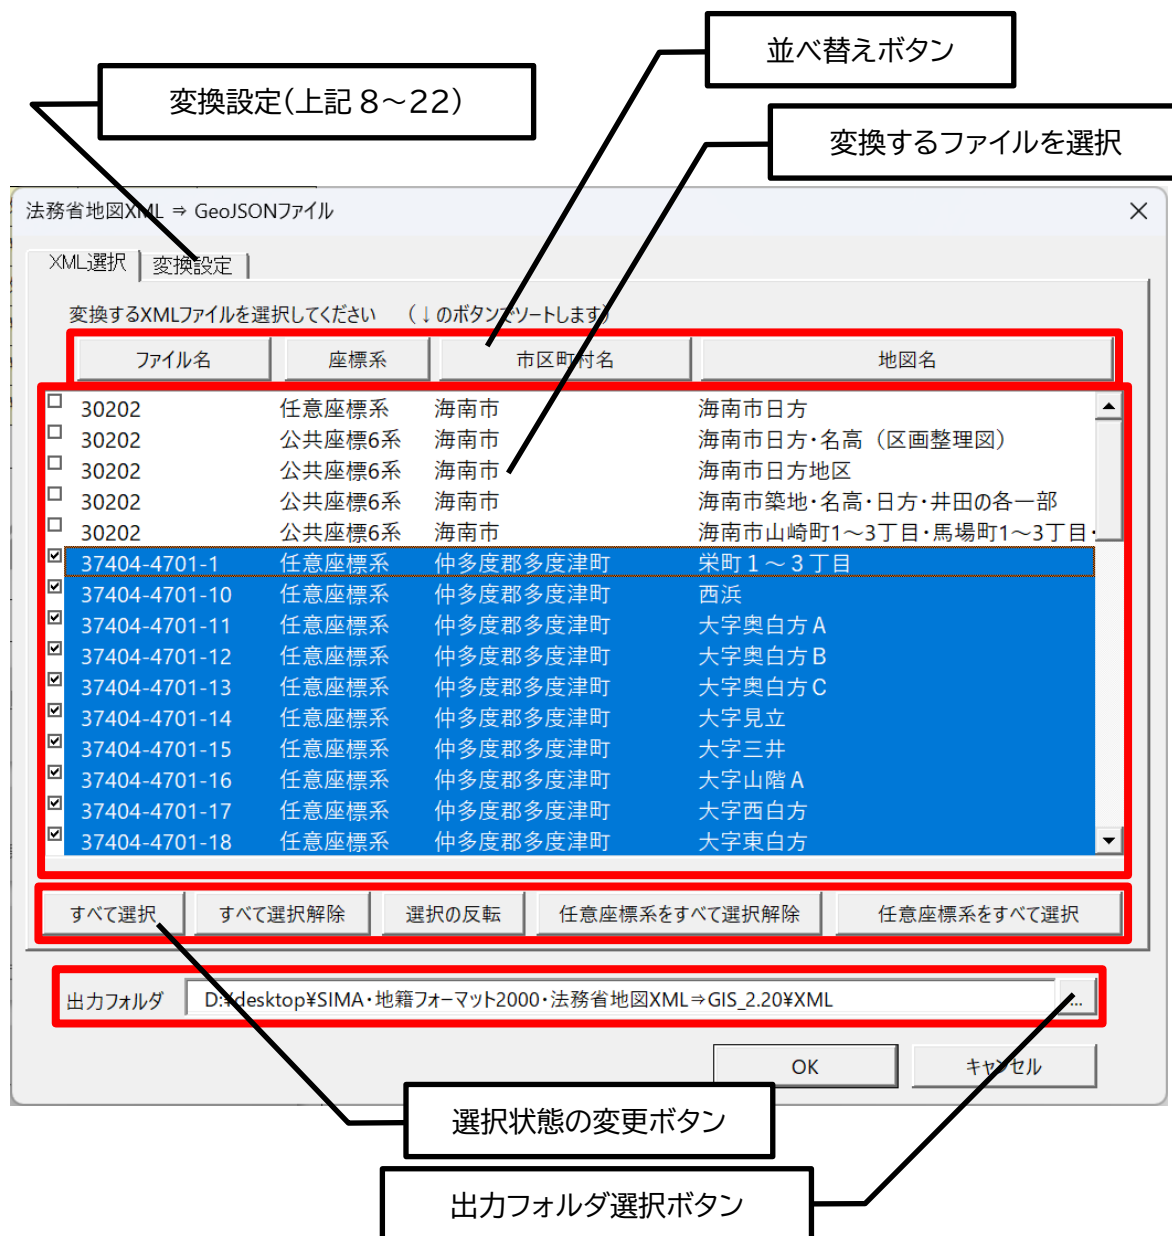 並べ替えボタン
変換設定(上記８～２２)
変換するファイルを選択
法務省地図XML ⇒ GeoJSONファイル
XML選択 変換設定
変換するXMLファイルを選択してください （↓のボタンでソートします）
ファイル名 座標系 市区町村名 地図名
30202 任意座標系 海南市 海南市日方
30202 公共座標6系 海南市 海南市日方・名高（区画整理図）
30202 公共座標6系 海南市 海南市日方地区
30202 公共座標6系 海南市 海南市築地・名高・日方・井田の各一部
30202 公共座標6系 海南市 海南市山崎町1～3丁目・馬場町1～3丁目・
37404-4701-1 任意座標系 仲多度郡多度津町 栄町１～３丁目
37404-4701-10 任意座標系 仲多度郡多度津町 西浜
37404-4701-11 任意座標系 仲多度郡多度津町 大字奥白方Ａ
37404-4701-12 任意座標系 仲多度郡多度津町 大字奥白方Ｂ
37404-4701-13 任意座標系 仲多度郡多度津町 大字奥白方Ｃ
37404-4701-14 任意座標系 仲多度郡多度津町 大字見立
37404-4701-15 任意座標系 仲多度郡多度津町 大字三井
37404-4701-16 任意座標系 仲多度郡多度津町 大字山階Ａ
37404-4701-17 任意座標系 仲多度郡多度津町 大字西白方
37404-4701-18 任意座標系 仲多度郡多度津町 大字東白方
すべて選択 すべて選択解除 選択の反転 任意座標系をすべて選択解除 任意座標系をすべて選択
出力フォルダ D:¥desktop¥SIMA・地籍フォーマット2000・法務省地図XML⇒GIS_2.20¥XML ...
OK キャンセル
選択状態の変更ボタン
出力フォルダ選択ボタン